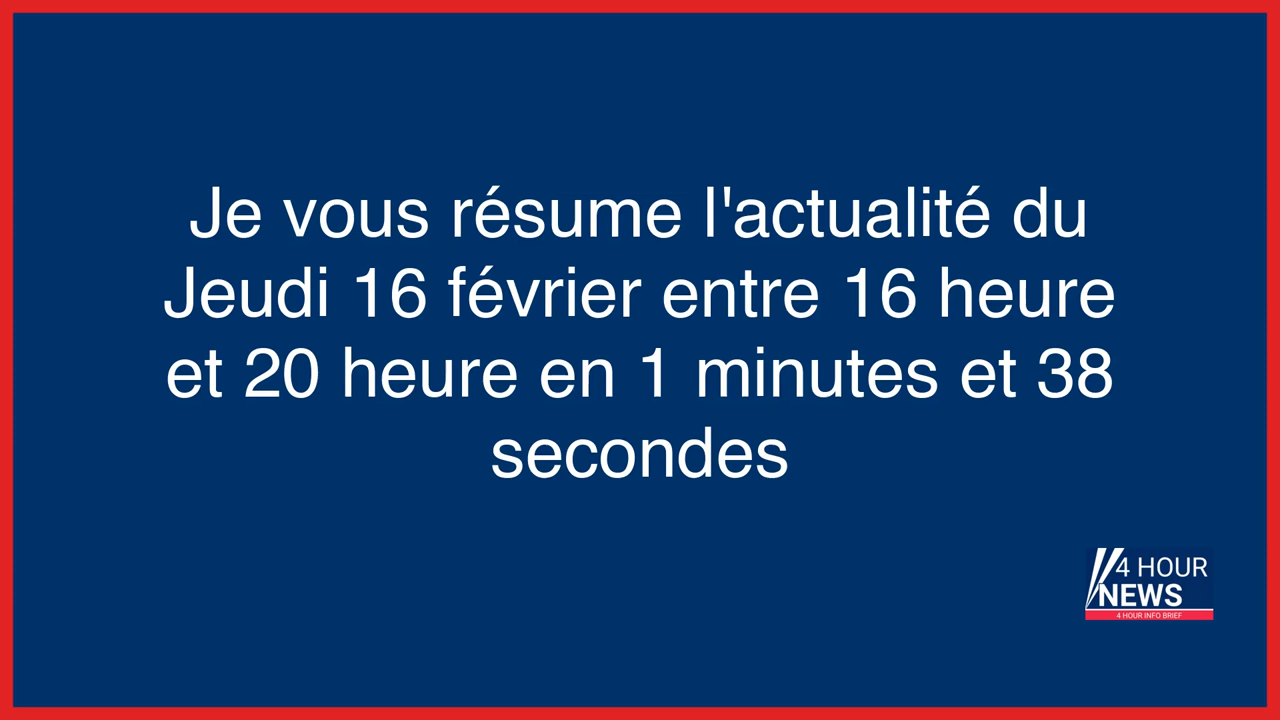 Je vous résume l'actualité du
Jeudi 16 février entre 16 heure
et 20 heure en 1 minutes et 38
secondes
4 HOUR
NEWS
4 HOUR INFO BRIEF